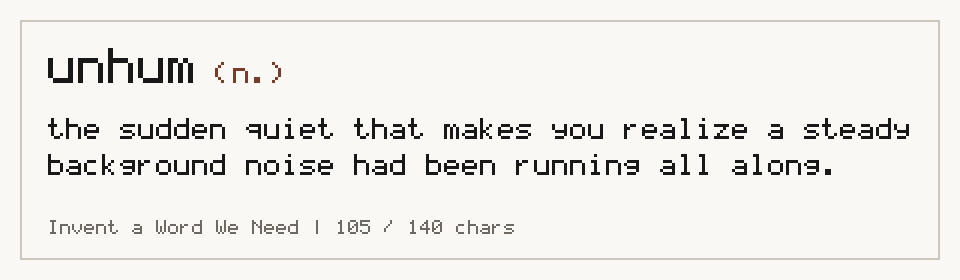 unhum (n.)
the sudden quiet that makes you realize a steady
background noise had been running all along.
Invent a Word We Need | 105 / 140 chars